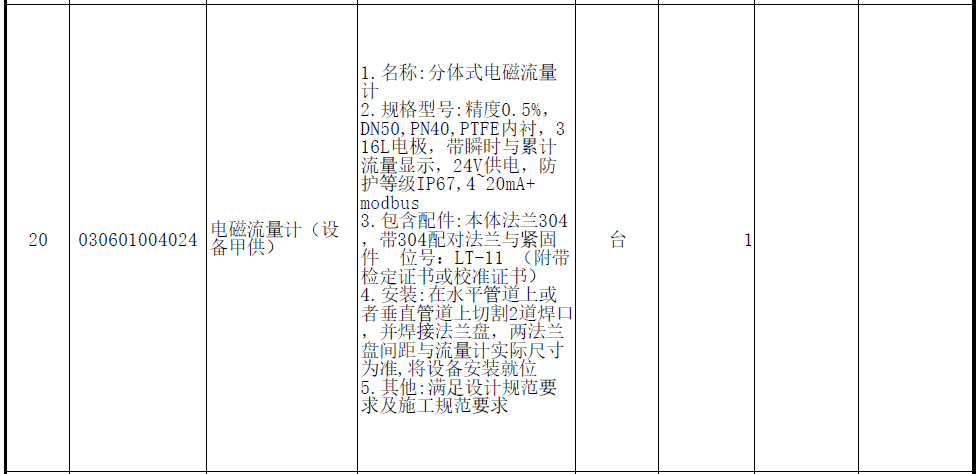 20
030601004024
电磁流量计（设
备甲供）
1.名称:分体式电磁流量
计
2.规格型号:精度0.5%，
DN50,PN40,PTFE内衬，3
16L电极，带瞬时与累计
流量显示，24V供电，防
护等级IP67,4~20mA+
modbus
3.包含配件:本体法兰304
，带304配对法兰与紧固
件  位号：LT-11 （附带
检定证书或校准证书）
4.安装:在水平管道上或
者垂直管道上切割2道焊口
，并焊接法兰盘，两法兰
盘间距与流量计实际尺寸
为准,将设备安装就位
5.其他:满足设计规范要
求及施工规范要求
台
1